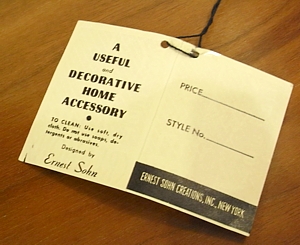 A
USEFUL
and
DECORATIVE
HOME
ACCESSORY
•
TO CLEAN: Use soft, dry
cloth. Do not use soaps, de-
tergents or abrasives.
Designed by
Ernest Sohn
PRICE
STYLE No.
ERNEST SOHN CREATIONS, INC., NEW YORK